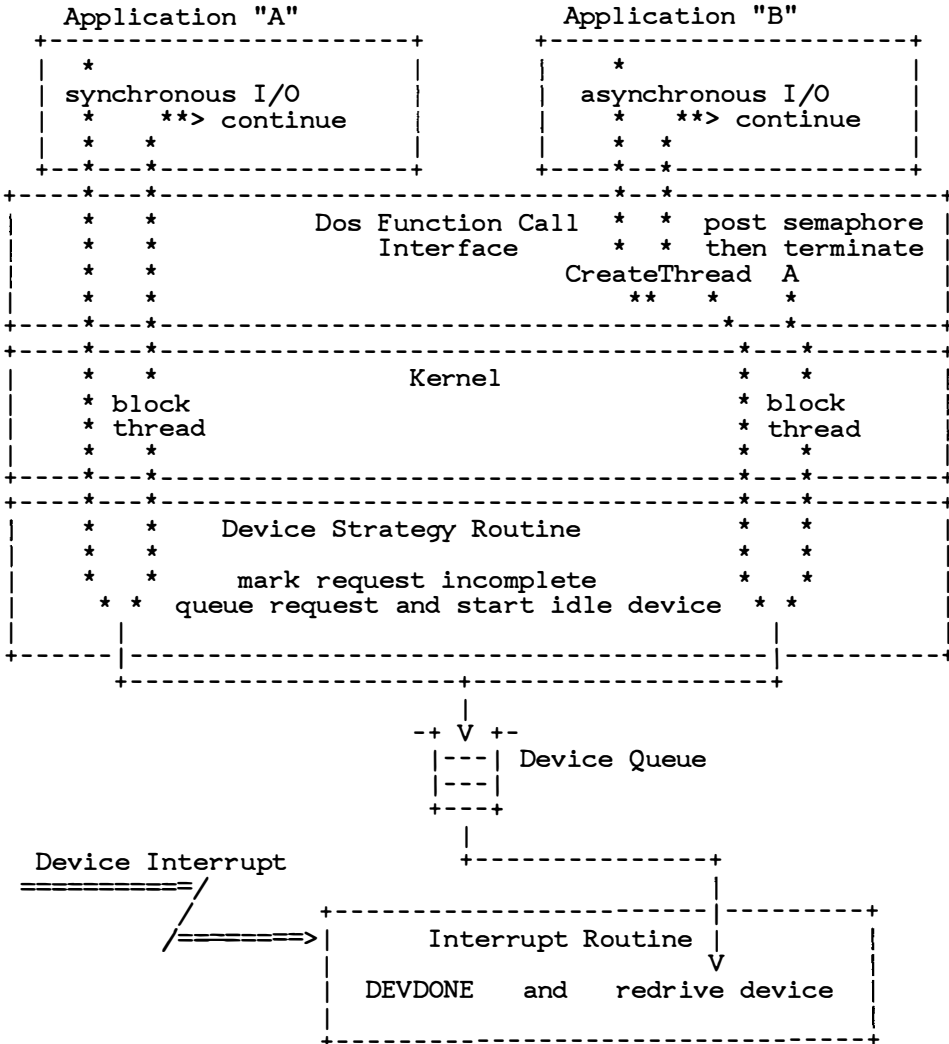 Application "A" Application "B"
* *
synchronous I/O asynchronous I/O
* **> continue * **> continue
* * * *
* * * *
* * * *
* * Dos Function Call * * post semaphore
* * Interface * * then terminate
* * CreateThread A
* * ** * *
* * * *
* * * *
* * Kernel * *
* block * block
* thread * thread
* * * *
* * * *
* * * *
* * Device Strategy Routine * *
* * * *
* * mark request incomplete * *
* * queue request and start idle device * *
V
Device Queue
Device Interrupt
Interrupt Routine
V
DEVDONE and redrive device